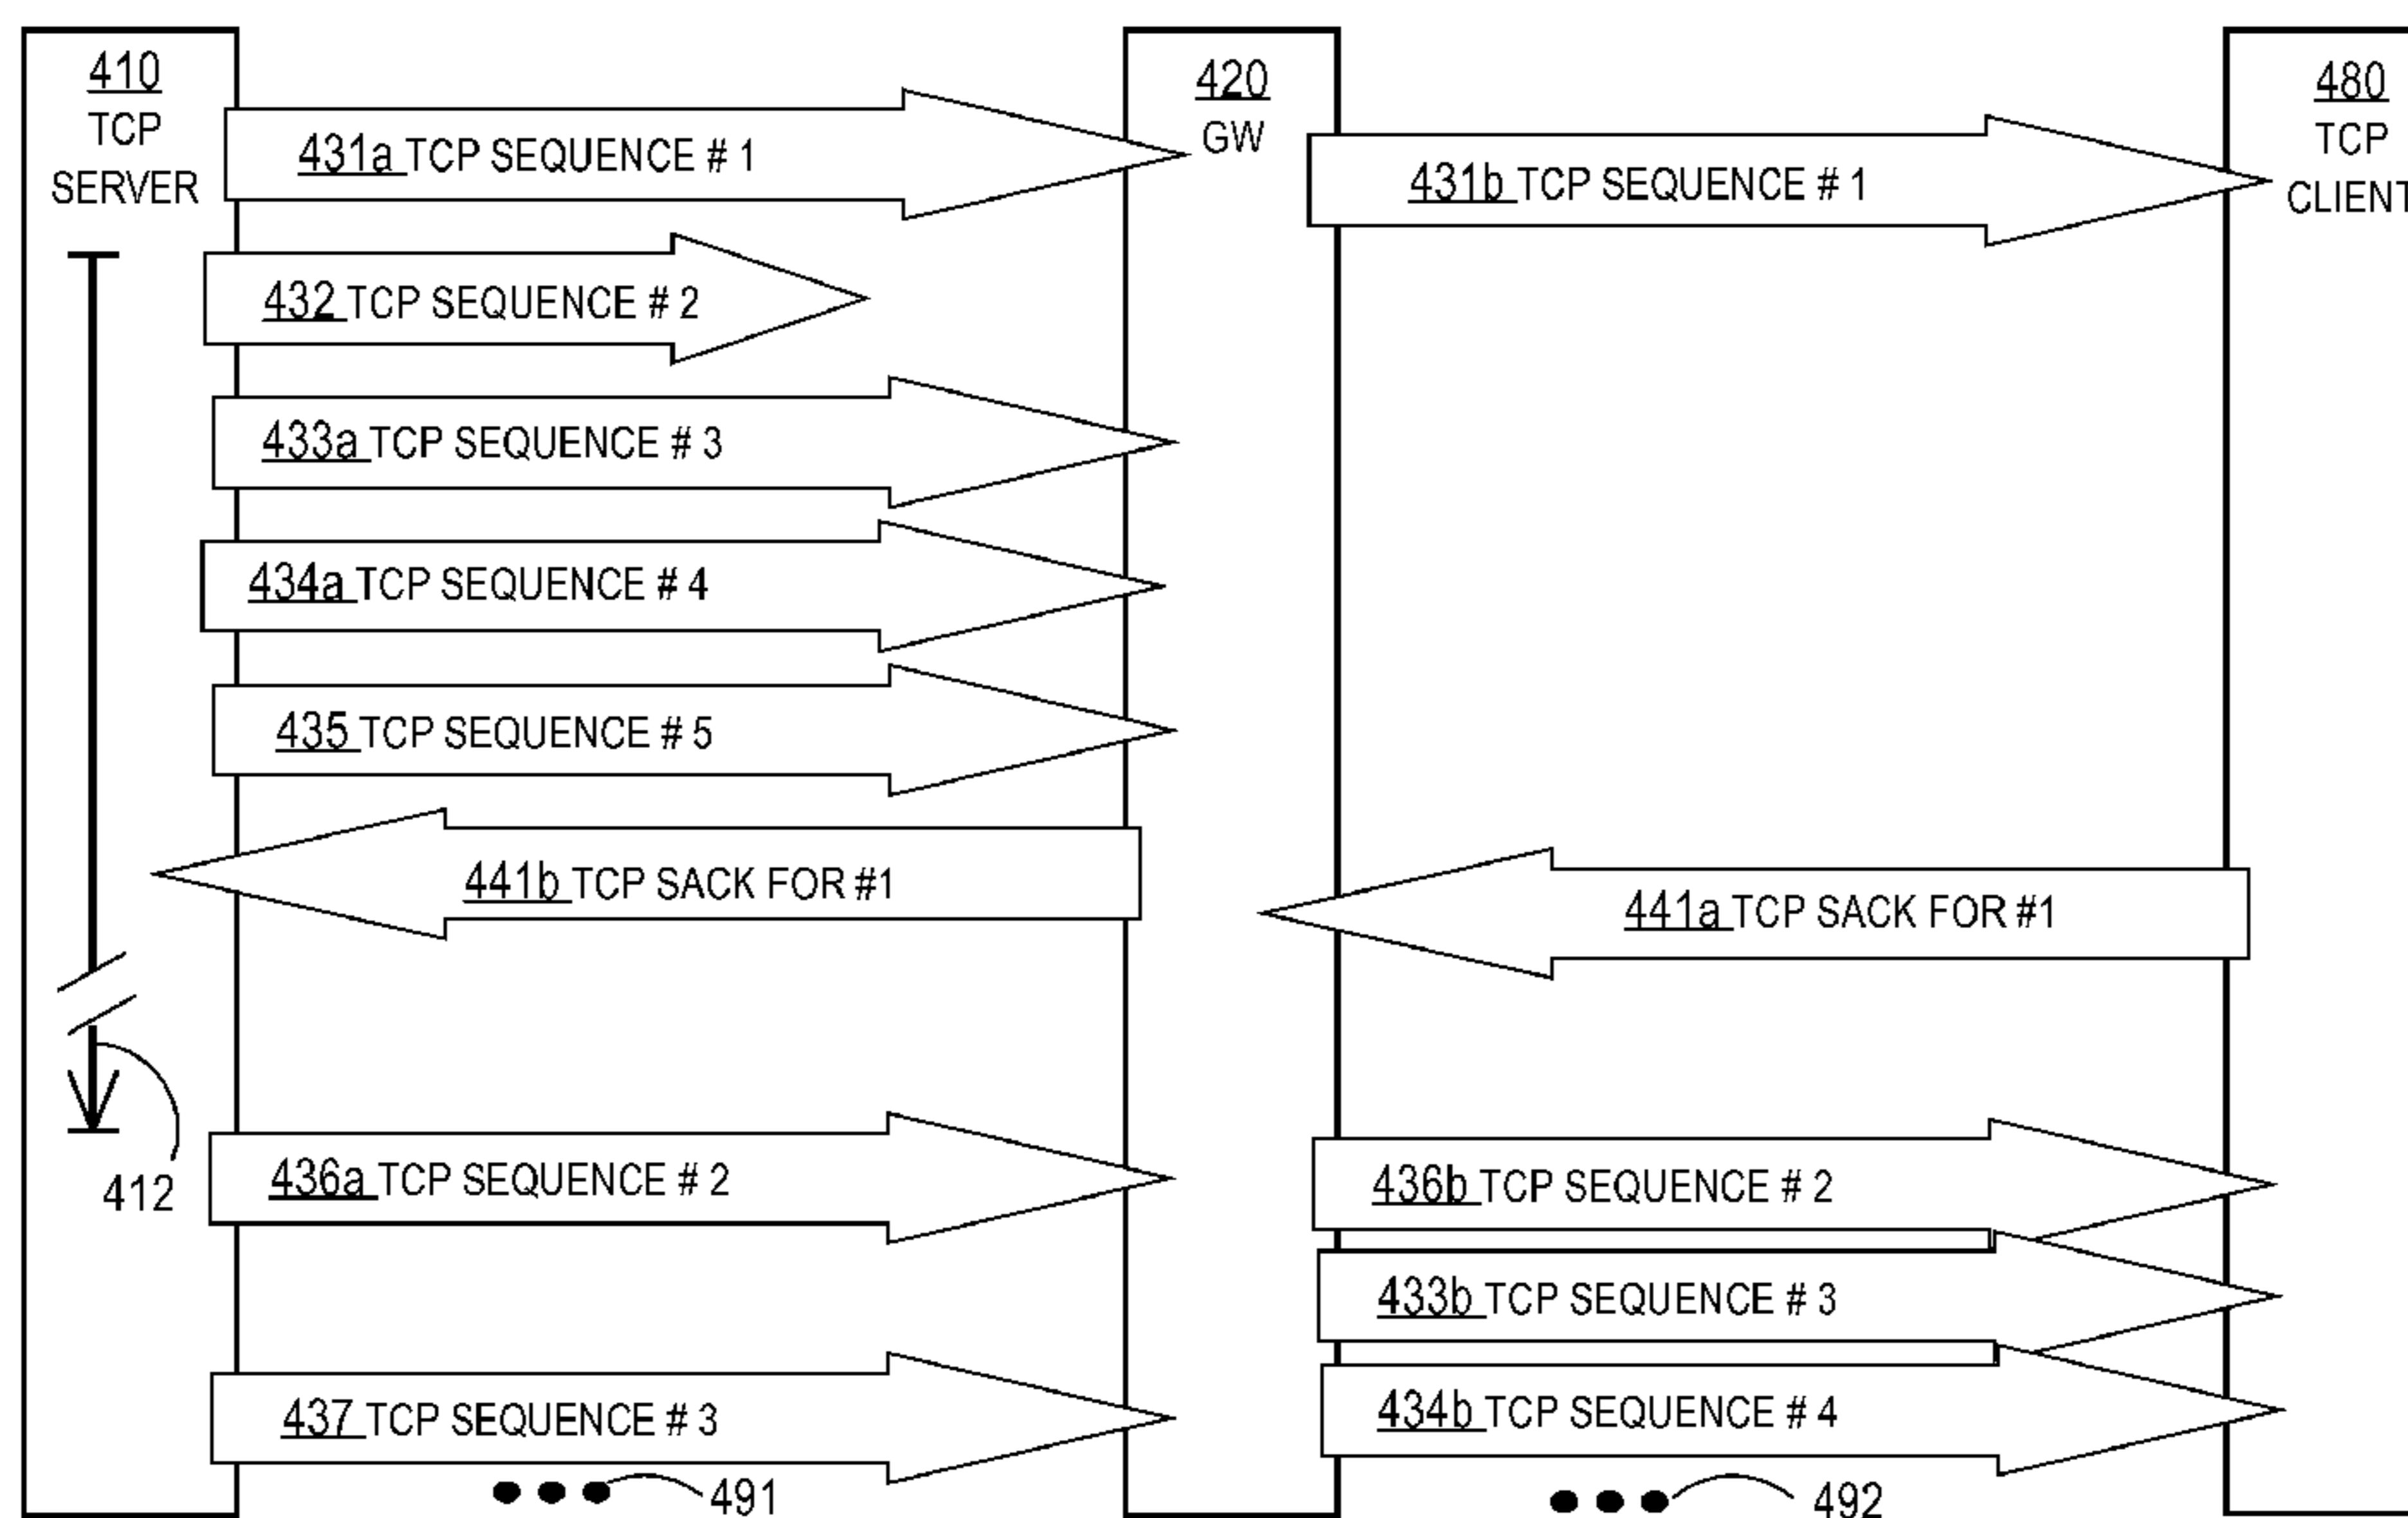 410
TCP
SERVER
420
GW
480
TCP
CLIENT
431a TCP SEQUENCE # 1
431b TCP SEQUENCE # 1
432 TCP SEQUENCE # 2
433a TCP SEQUENCE # 3
434a TCP SEQUENCE # 4
435 TCP SEQUENCE # 5
441b TCP SACK FOR #1
441a TCP SACK FOR #1
412
436a TCP SEQUENCE # 2
436b TCP SEQUENCE # 2
433b TCP SEQUENCE # 3
437 TCP SEQUENCE # 3
434b TCP SEQUENCE # 4
491
492